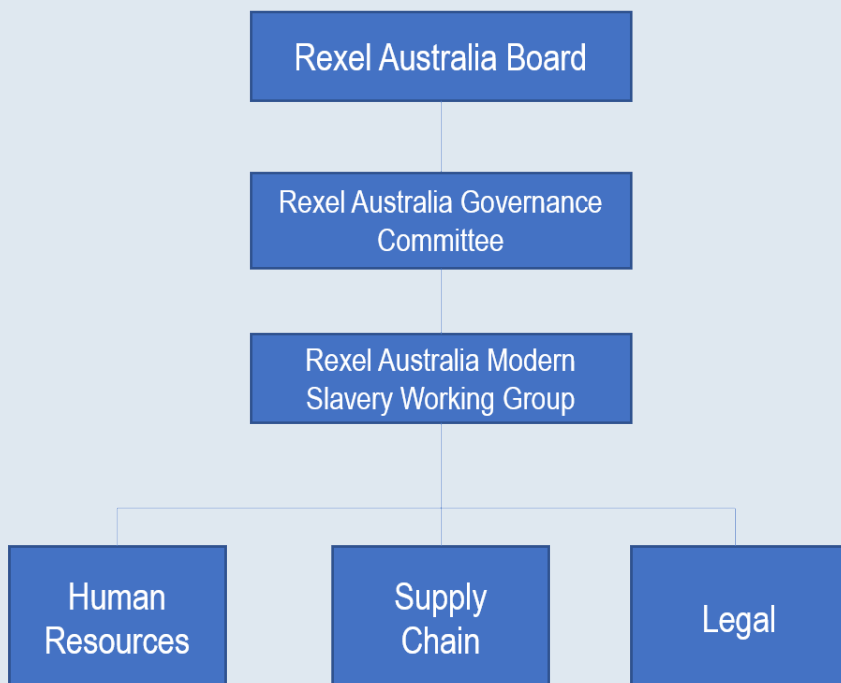 Rexel Australia Board
Rexel Australia Governance
Committee
Rexel Australia Modern
Slavery Working Group
Human
Resources
Supply
Chain
Legal